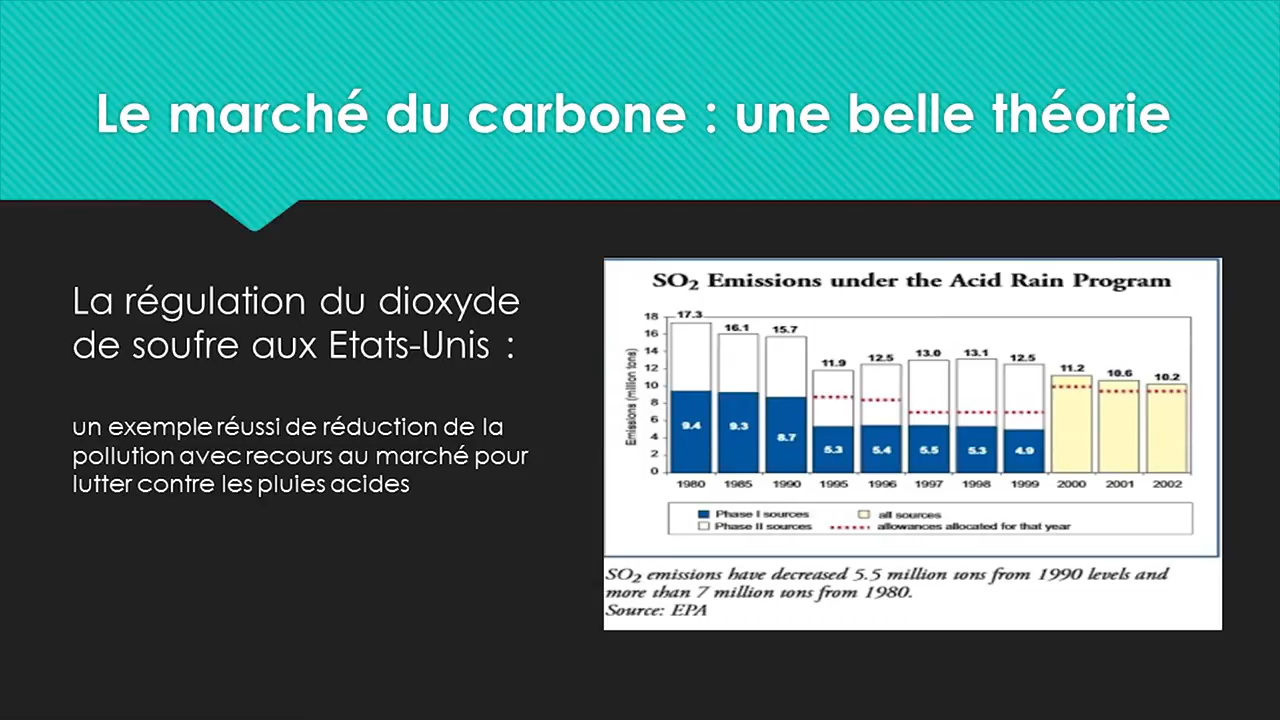 Le marché du carbone : une belle théorie
La régulation du dioxyde
de soufre aux Etats-Unis :
un exemple réussi de réduction de la
pollution avec recours au marché pour
lutter contre les pluies acides
SO2 Emissions under the Acid Rain Program
Emissions (million tons)
18
16
14
12
10
8
6
4
2
0
17.3
16.1
15.7
11.9
12.5
13.0
13.1
12.5
11.2
10.6
10.2
9.4
9.3
8.7
5.3
5.4
5.5
5.3
4.9
1980 1985 1990 1995 1996 1997 1998 1999 2000 2001 2002
Phase I sources all sources
Phase II sources allowances allocated for that year
SO2 emissions have decreased 5.5 million tons from 1990 levels and
more than 7 million tons from 1980.
Source: EPA